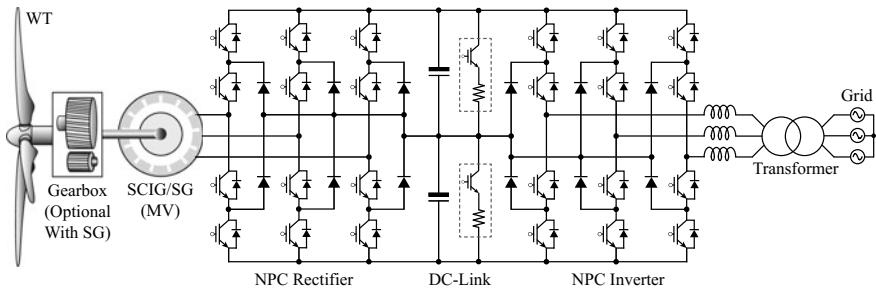 WT
Grid
Transformer
Gearbox
(Optional
With SG)
SCIG/SG
(MV)
NPC Rectifier
DC-Link
NPC Inverter